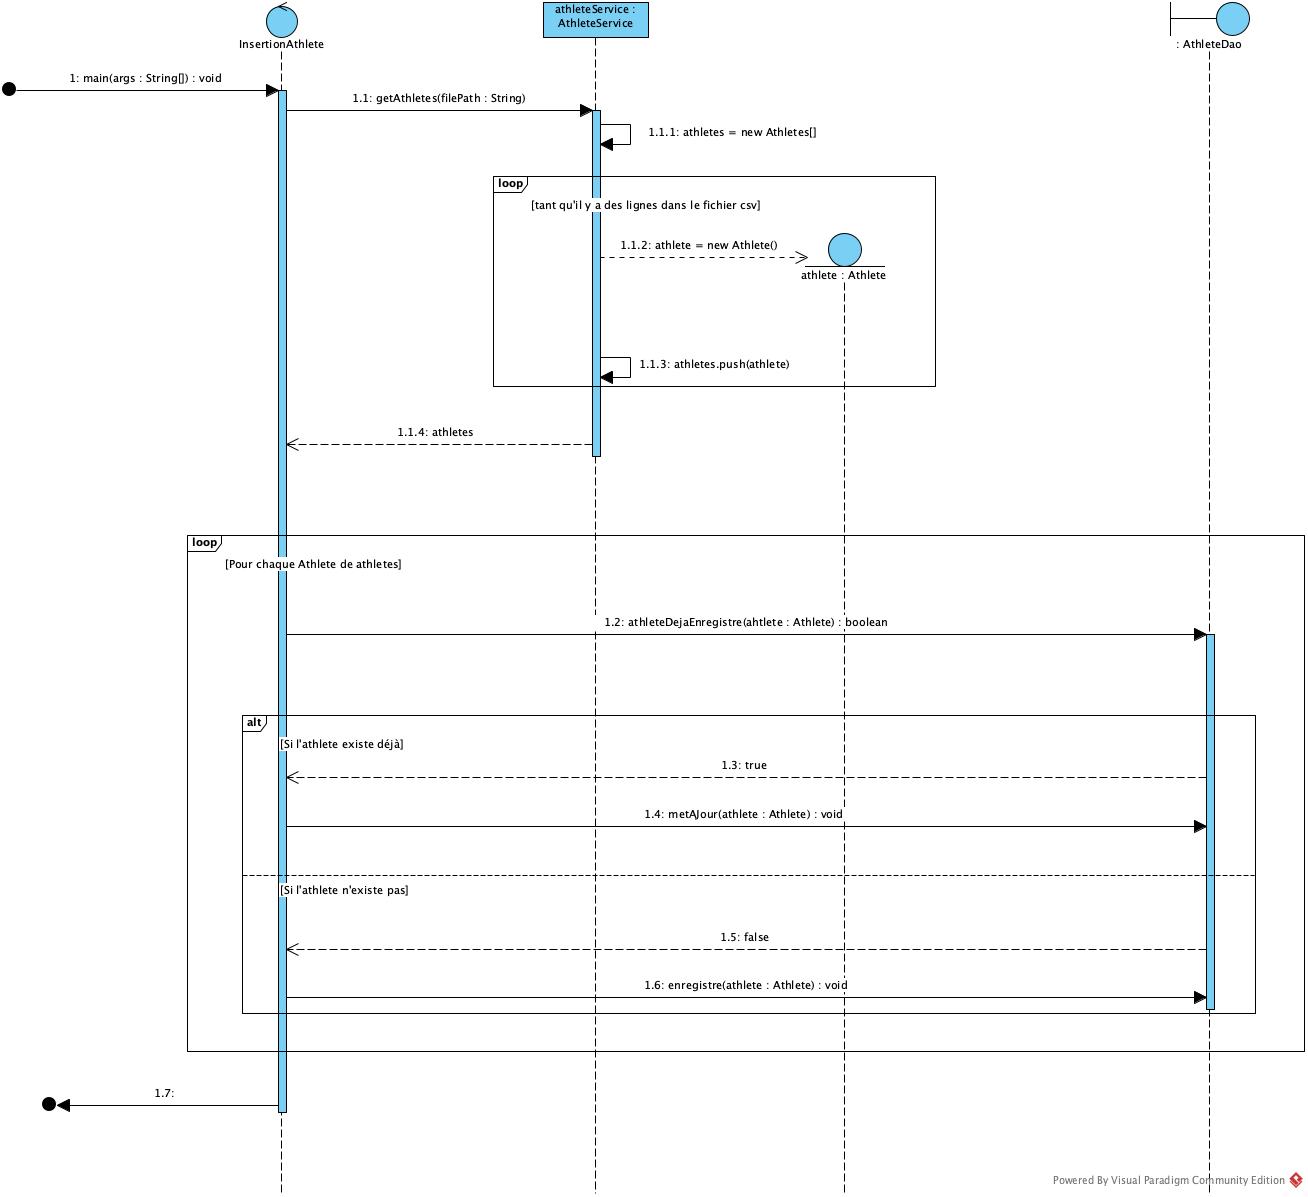 athleteService :
AthleteService
InsertionAthlete
: AthleteDao
1: main(args : String[]) : void
1.1: getAthletes(filePath : String)
1.1.1: athletes = new Athletes[]
loop
[tant qu'il y a des lignes dans le fichier csv]
1.1.2: athlete = new Athlete()
athlete : Athlete
1.1.3: athletes.push(athlete)
1.1.4: athletes
loop
[Pour chaque Athlete de athletes]
1.2: athleteDejaEnregistre(ahtlete : Athlete) : boolean
alt
[Si l'athlete existe déjà]
1.3: true
1.4: metAJour(athlete : Athlete) : void
[Si l'athlete n'existe pas]
1.5: false
1.6: enregistre(athlete : Athlete) : void
1.7:
Powered By Visual Paradigm Community Edition